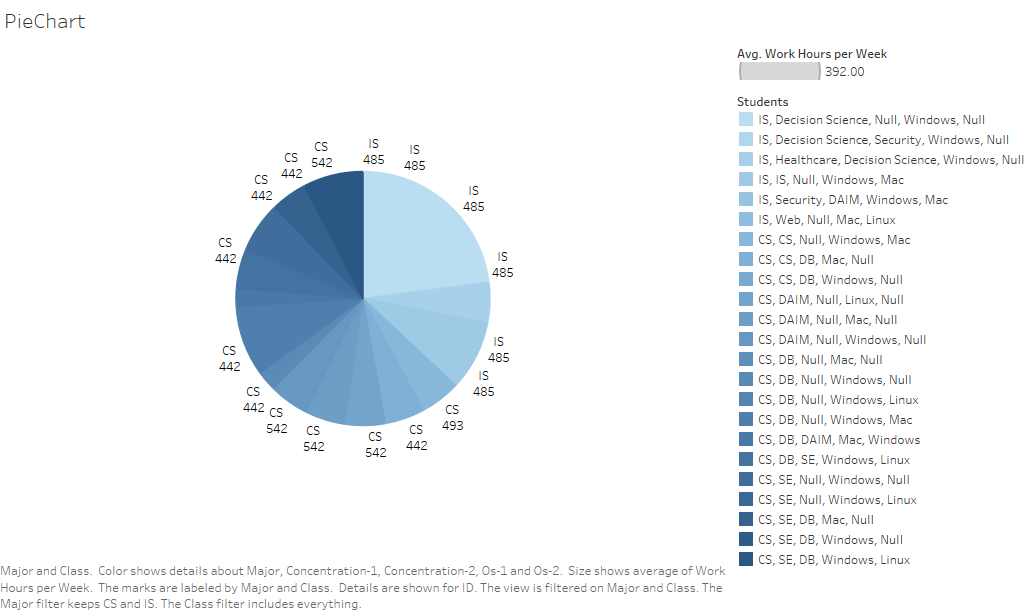 PieChart
Avg. Work Hours per Week
392.00
Students
IS, Decision Science, Null, Windows, Null
IS, Decision Science, Security, Windows, Null
IS, Healthcare, Decision Science, Windows, Null
IS, IS, Null, Windows, Mac
IS, Security, DAIM, Windows, Mac
IS, Web, Null, Mac, Linux
CS, CS, Null, Windows, Mac
CS, CS, DB, Mac, Null
CS, CS, DB, Windows, Null
CS, DAIM, Null, Linux, Null
CS, DAIM, Null, Mac, Null
CS, DAIM, Null, Windows, Null
CS, DB, Null, Mac, Null
CS, DB, Null, Windows, Null
CS, DB, Null, Windows, Linux
CS, DB, Null, Windows, Mac
CS, DB, DAIM, Mac, Windows
CS, DB, SE, Windows, Linux
CS, SE, Null, Windows, Null
CS, SE, Null, Windows, Linux
CS, SE, DB, Mac, Null
CS, SE, DB, Windows, Null
CS, SE, DB, Windows, Linux
IS
485
IS
485
IS
485
IS
485
IS
485
IS
485
CS
493
CS
442
CS
542
CS
542
CS
542
CS
442
CS
442
CS
442
CS
442
CS
442
CS
542
Major and Class. Color shows details about Major, Concentration-1, Concentration-2, Os-1 and Os-2. Size shows average of Work
Hours per Week. The marks are labeled by Major and Class. Details are shown for ID. The view is filtered on Major and Class. The
Major filter keeps CS and IS. The Class filter includes everything.